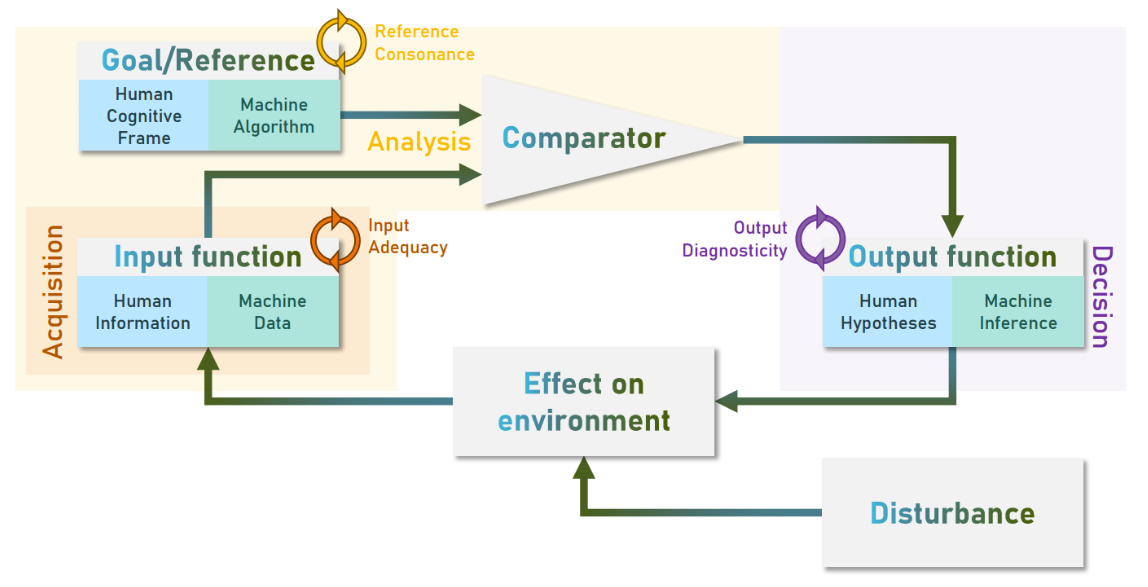 Reference
Consonance
Goal/Reference
Human
Cognitive
Frame
Machine
Algorithm
Analysis
Comparator
Acquisition
Input
Adequacy
Input function
Human
Information
Machine
Data
Output
Diagnosticity
Output function
Human
Hypotheses
Machine
Inference
Decision
Effect on
environment
Disturbance